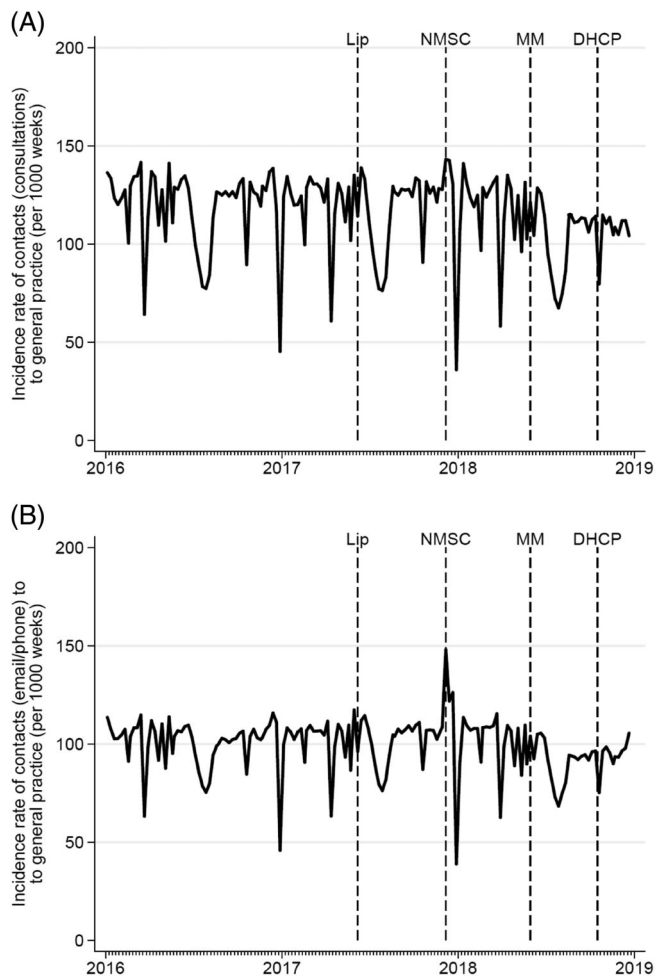 (A)
Lip NMSC MM DHCP
Incidence rate of contacts (consultations)
to general practice (per 1000 weeks)
200
150
100
50
0
2016 2017 2018 2019
(B)
Lip NMSC MM DHCP
Incidence rate of contacts (email/phone) to
to general practice (per 1000 weeks)
200
150
100
50
0
2016 2017 2018 2019